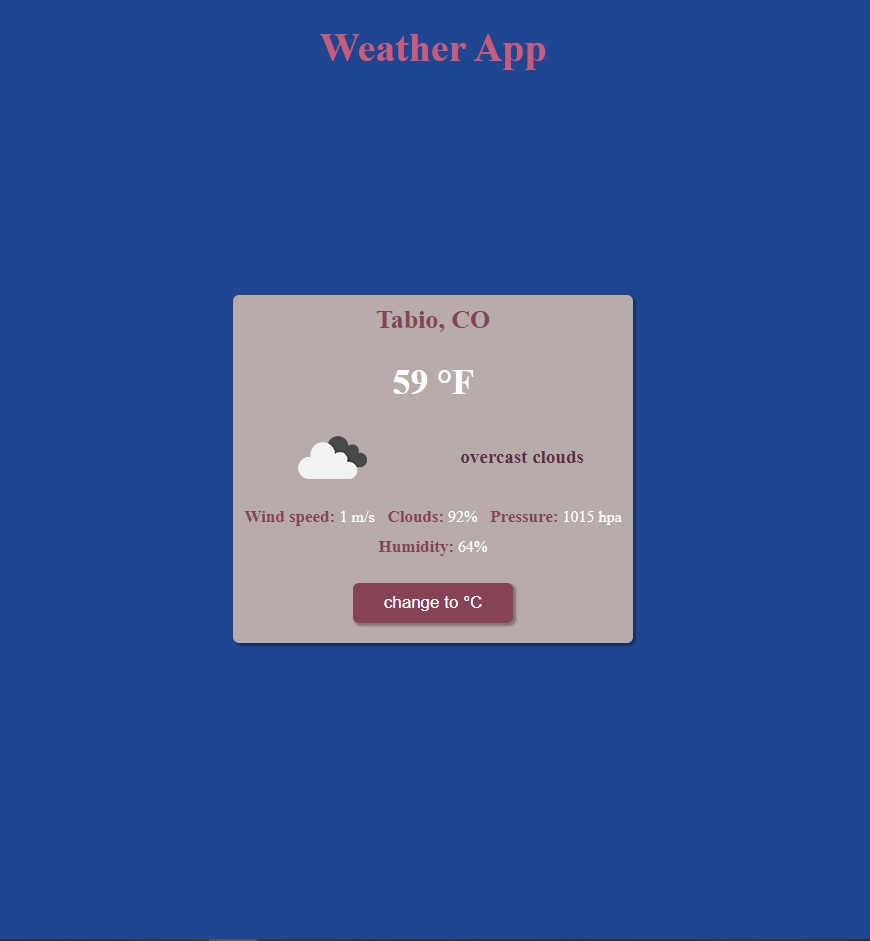 Weather App
Tabio, CO
59 °F
overcast clouds
Wind speed: 1 m/s Clouds: 92% Pressure: 1015 hpa
Humidity: 64%
change to °C